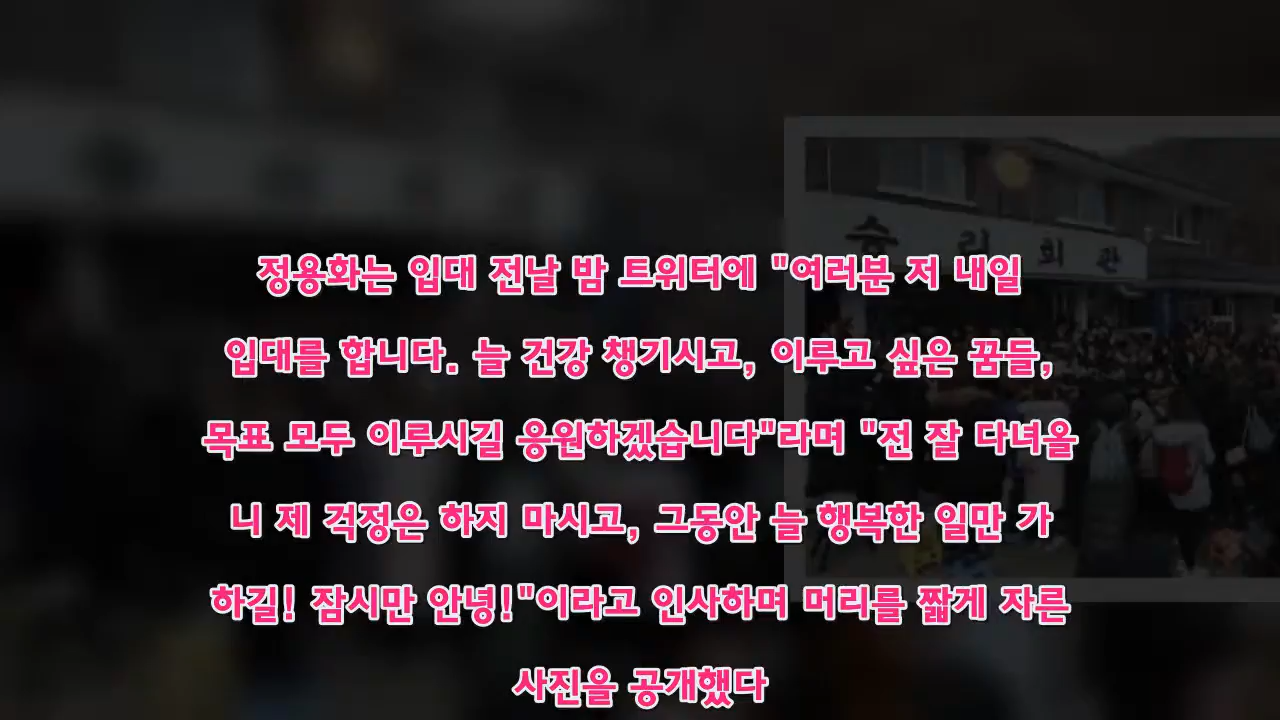 승리회관
정용화는 입대 전날 밤 트위터에 "여러분 저 내일
입대를 합니다. 늘 건강 챙기시고, 이루고 싶은 꿈들,
목표 모두 이루시길 응원하겠습니다"라며 "전 잘 다녀올
니 제 걱정은 하지 마시고, 그동안 늘 행복한 일만 가
하길! 잠시만 안녕!"이라고 인사하며 머리를 짧게 자른
사진을 공개했다